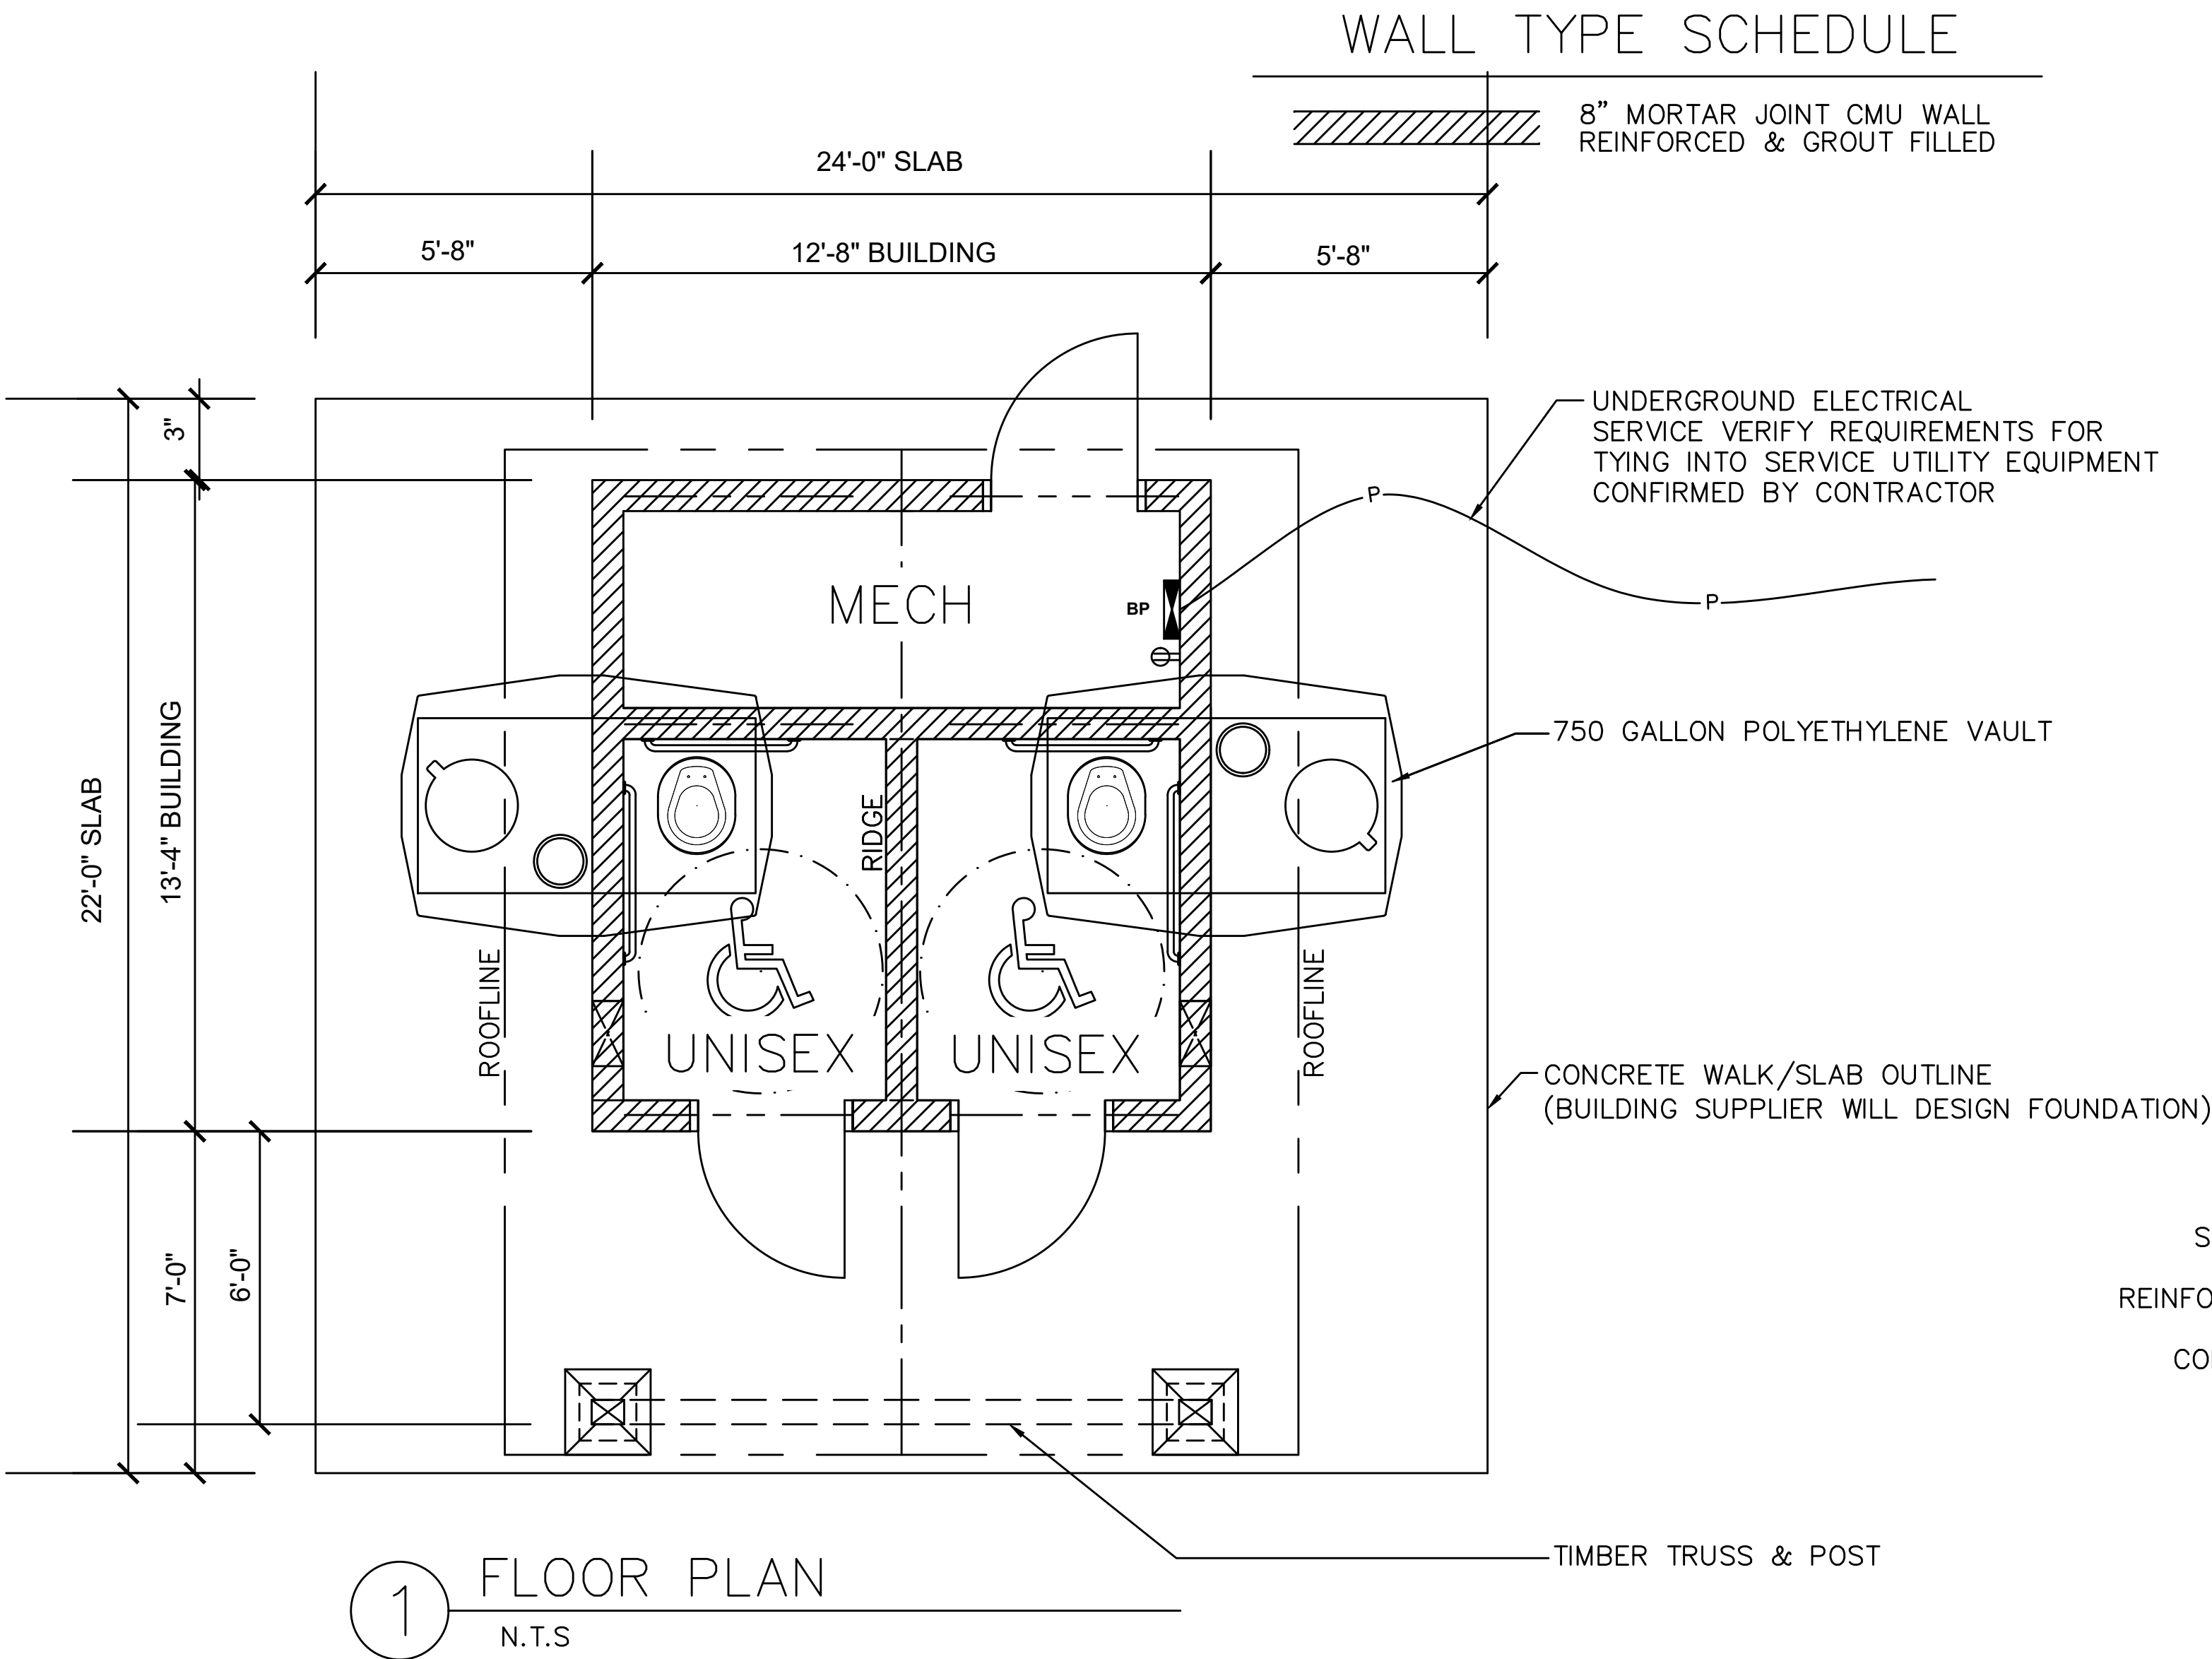 WALL TYPE SCHEDULE
8” MORTAR JOINT CMU WALL
REINFORCED & GROUT FILLED
24'-0" SLAB
5'-8"
12'-8" BUILDING
5'-8"
3"
22'-0" SLAB
13'-4" BUILDING
7'-0"
6'-0"
UNDERGROUND ELECTRICAL
SERVICE VERIFY REQUIREMENTS FOR
TYING INTO SERVICE UTILITY EQUIPMENT
CONFIRMED BY CONTRACTOR
P
P
MECH
BP
750 GALLON POLYETHYLENE VAULT
RIDGE
ROOFLINE
ROOFLINE
UNISEX
UNISEX
CONCRETE WALK/SLAB OUTLINE
(BUILDING SUPPLIER WILL DESIGN FOUNDATION)
S
REINFO
CO
TIMBER TRUSS & POST
1
FLOOR PLAN
N.T.S